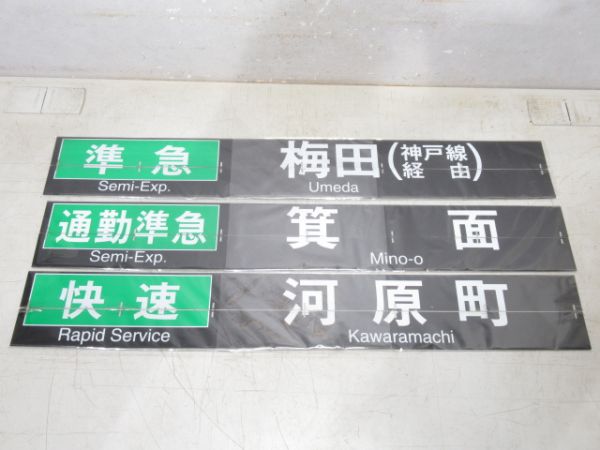 準急 梅田(神戸線経由)
Semi-Exp. Umeda
通勤準急 箕面
Semi-Exp. Mino-o
快速 河原町
Rapid Service Kawaramachi